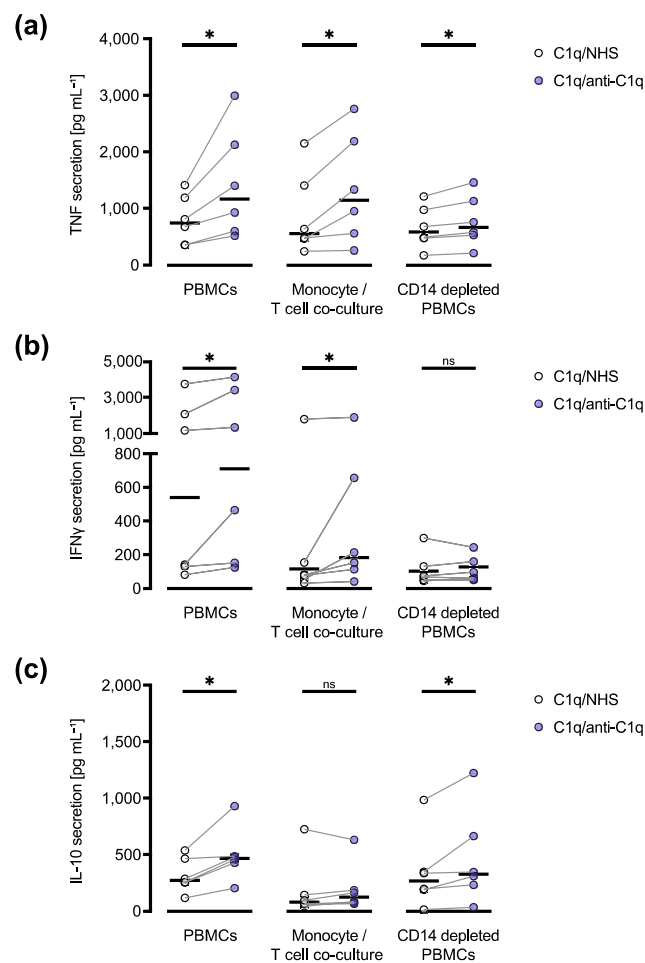 (a)
TNF secretion [pg mL⁻¹]
4,000
3,000
2,000
1,000
0
*
*
*
C1q/NHS
C1q/anti-C1q
PBMCs
Monocyte /
T cell co-culture
CD14 depleted
PBMCs
(b)
IFNγ secretion [pg mL⁻¹]
5,000
3,000
1,000
800
600
400
200
0
*
*
ns
C1q/NHS
C1q/anti-C1q
PBMCs
Monocyte /
T cell co-culture
CD14 depleted
PBMCs
(c)
IL-10 secretion [pg mL⁻¹]
2,000
1,500
1,000
500
0
*
ns
*
C1q/NHS
C1q/anti-C1q
PBMCs
Monocyte /
T cell co-culture
CD14 depleted
PBMCs